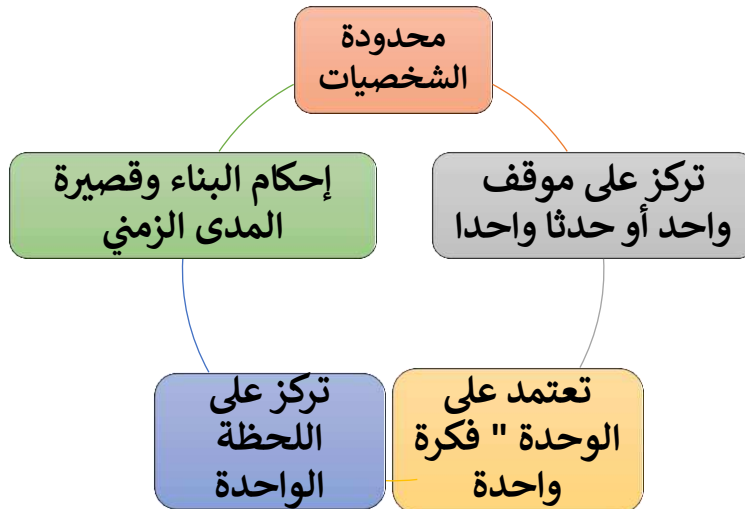 محدودة
الشخصيات
تركز على موقف
واحد أو حدثا واحدا
تعتمد على
الوحدة " فكرة
واحدة
تركز على
اللحظة
الواحدة
إحكام البناء وقصيرة
المدى الزمني